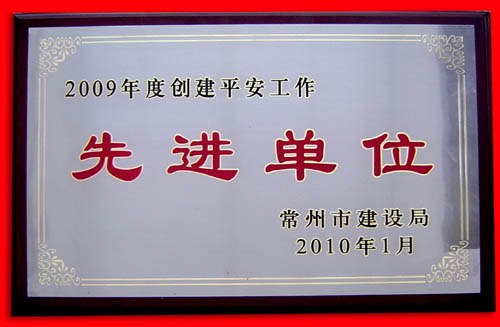 2009年度创建平安工作
先进单位
常州市建设局
2010年1月